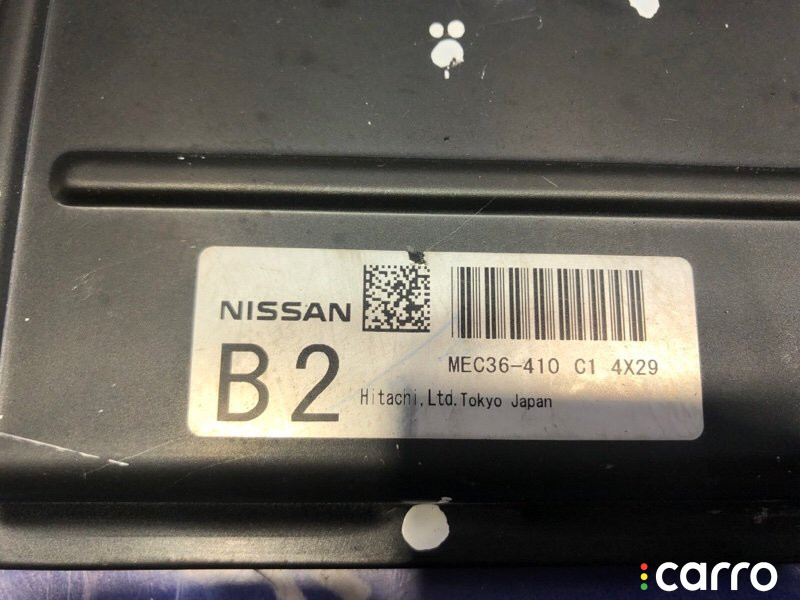 NISSAN
B2
MEC36-410 C1 4X29
Hitachi,Ltd.Tokyo Japan
carro